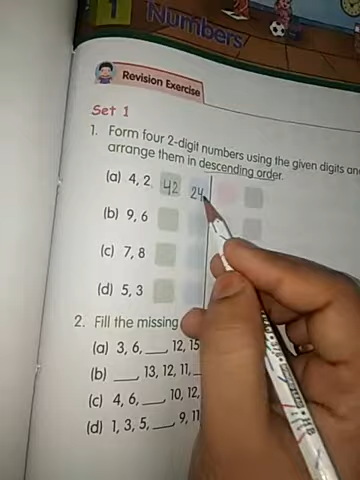 1 Numbers
Revision Exercise
Set 1
1. Form four 2-digit numbers using the given digits and
arrange them in descending order.
(a) 4, 2 42 24
(b) 9, 6
(c) 7, 8
(d) 5, 3
2. Fill the missing
(a) 3, 6, ___ 12, 15
(b) ___ 13, 12, 11, _
(c) 4, 6, ___ 10, 12,
(d) 1, 3, 5, ___, 9, 11
HB